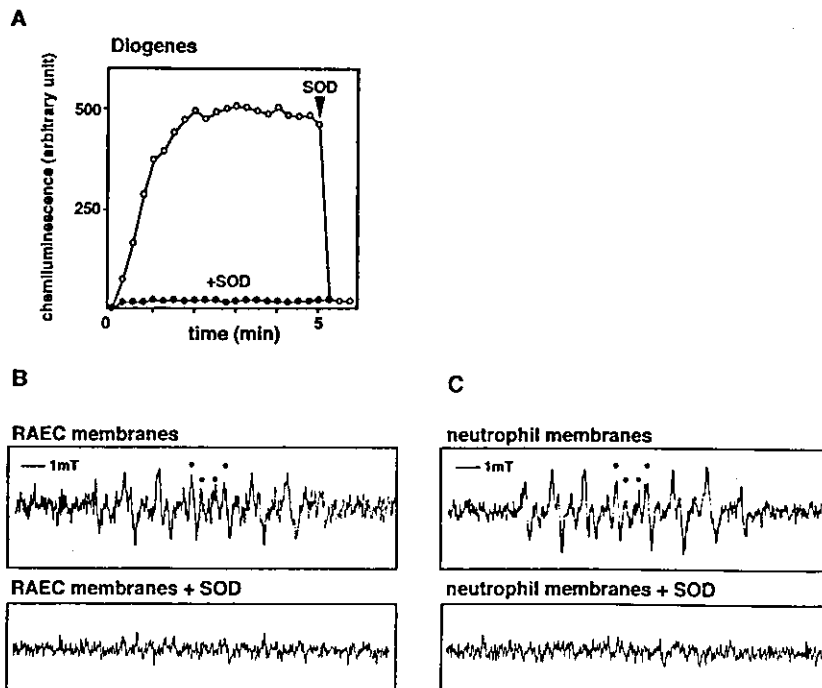 A
Diogenes
SOD
chemiluminescence (arbitrary unit)
500
250
+SOD
0
5
time (min)
B
C
RAEC membranes
neutrophil membranes
1mT
1mT
RAEC membranes + SOD
neutrophil membranes + SOD